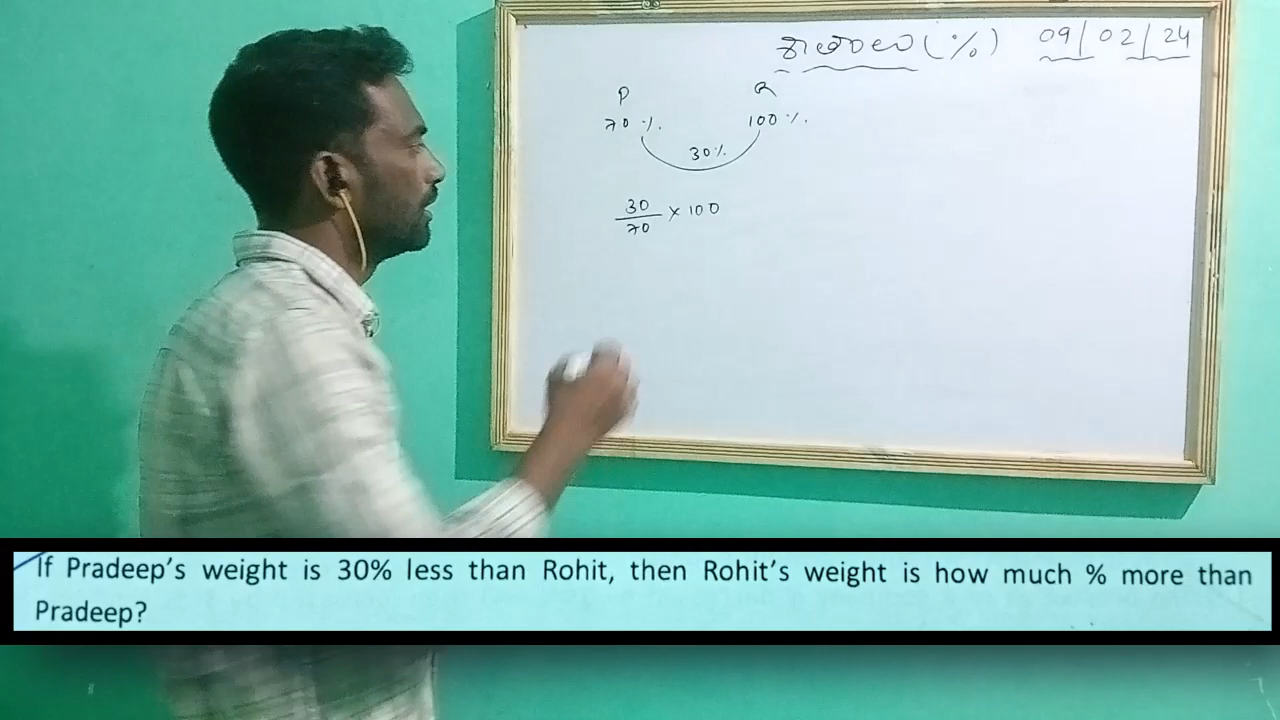 (%) 09/02/24
P R
70 % 100 %
30%
30/70 × 100
If Pradeep's weight is 30% less than Rohit, then Rohit's weight is how much % more than
Pradeep?